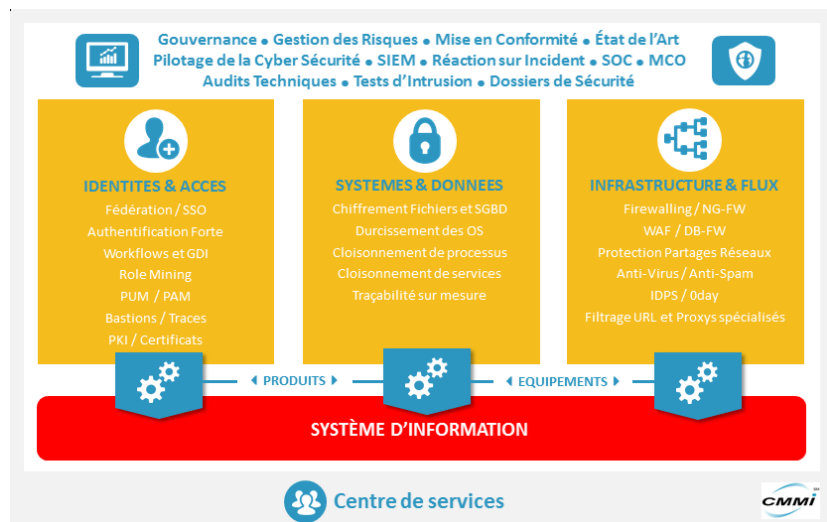 Gouvernance • Gestion des Risques • Mise en Conformité • État de l'Art
Pilotage de la Cyber Sécurité • SIEM • Réaction sur Incident • SOC • MCO
Audits Techniques • Tests d'Intrusion • Dossiers de Sécurité
IDENTITES & ACCES
Fédération / SSO
Authentification Forte
Workflows et GDI
Role Mining
PUM / PAM
Bastions / Traces
PKI / Certificats
SYSTEMES & DONNEES
Chiffrement Fichiers et SGBD
Durcissement des OS
Cloisonnement de processus
Cloisonnement de services
Traçabilité sur mesure
INFRASTRUCTURE & FLUX
Firewalling / NG-FW
WAF / DB-FW
Protection Partages Réseaux
Anti-Virus / Anti-Spam
IDPS / 0day
Filtrage URL et Proxys spécialisés
PRODUITS
EQUIPEMENTS
SYSTÈME D'INFORMATION
Centre de services
CMMi